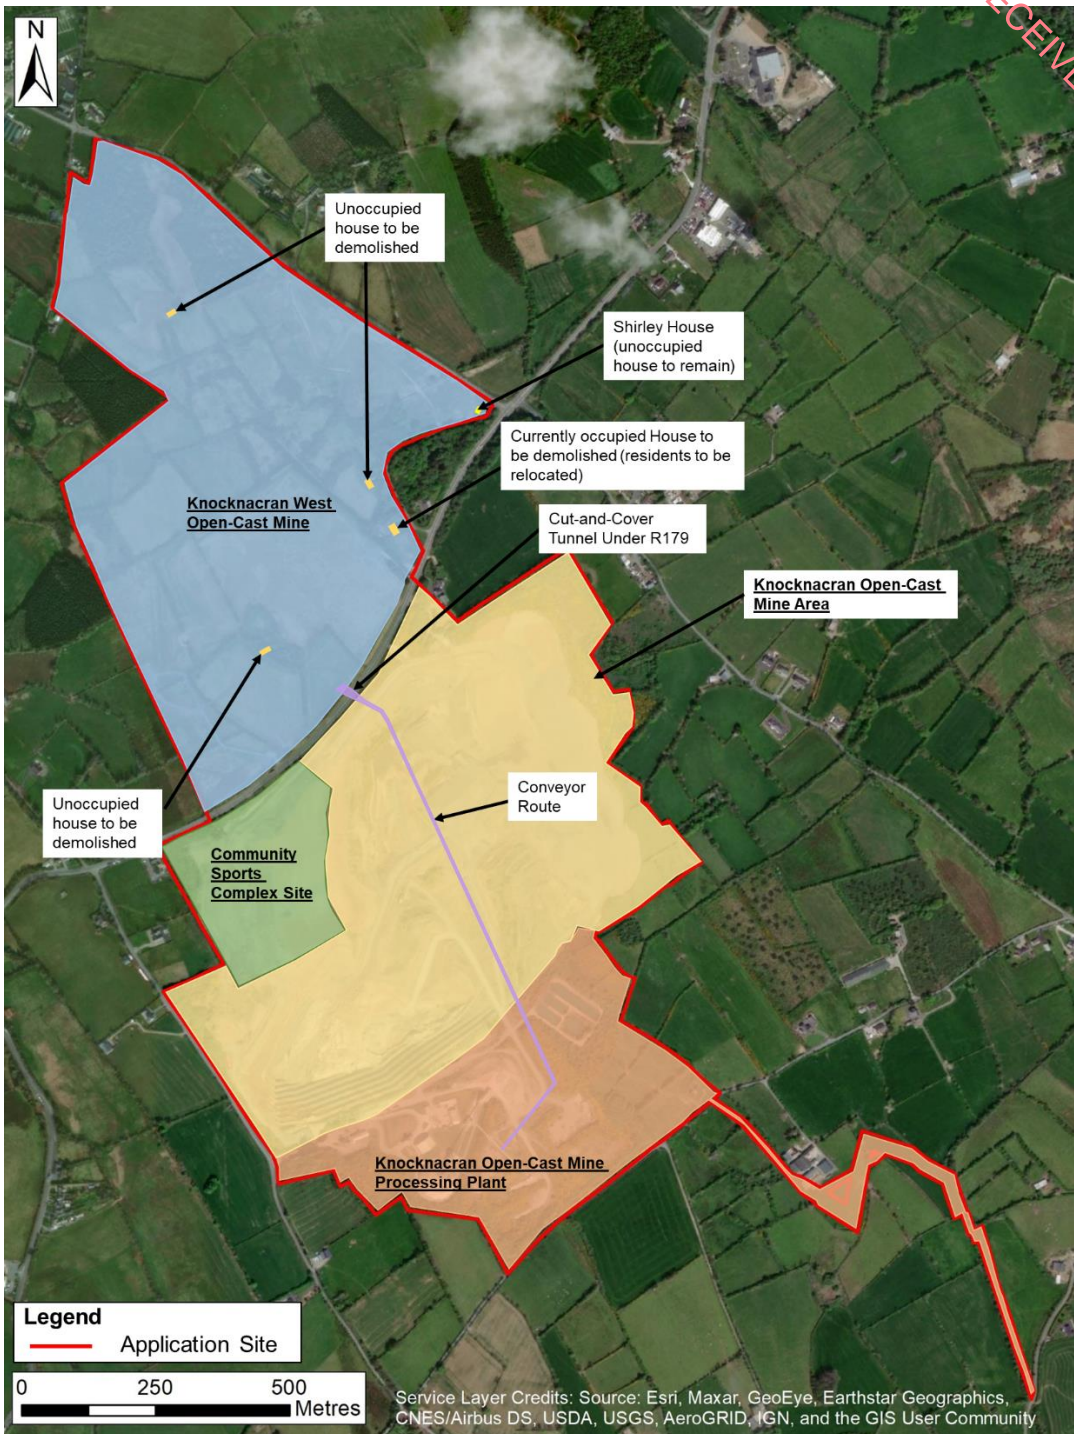 RECEIVE
N
Unoccupied
house to be
demolished
Shirley House
(unoccupied
house to remain)
Currently occupied House to
be demolished (residents to be
relocated)
Knocknacran West
Open-Cast Mine
Cut-and-Cover
Tunnel Under R179
Knocknacran Open-Cast
Mine Area
Conveyor
Route
Unoccupied
house to be
demolished
Community
Sports
Complex Site
Knocknacran Open-Cast Mine
Processing Plant
Legend
Application Site
0 250 500
Metres
Service Layer Credits: Source: Esri, Maxar, GeoEye, Earthstar Geographics,
CNES/Airbus DS, USDA, USGS, AeroGRID, IGN, and the GIS User Community